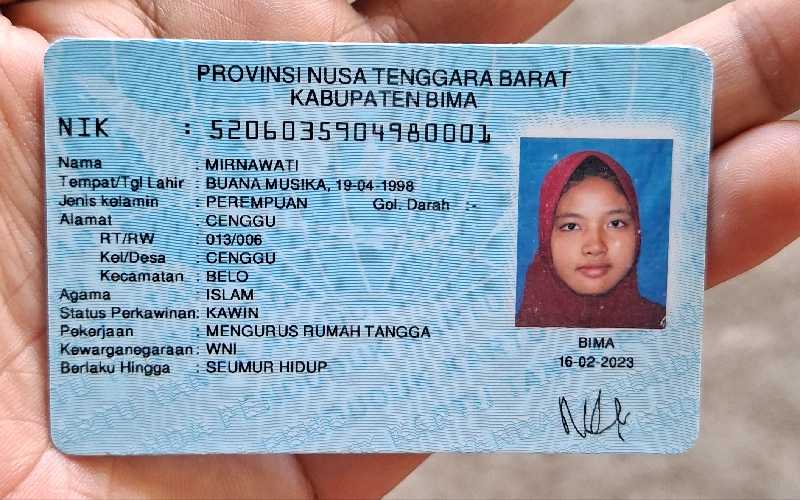 PROVINSI NUSA TENGGARA BARAT
KABUPATEN BIMA
NIK : 5206035904980001
Nama : MIRNAWATI
Tempat/Tgl Lahir : BUANA MUSIKA, 19-04-1998
Jenis kelamin : PEREMPUAN Gol. Darah :-
Alamat : CENGGU
RT/RW : 013/006
Kel/Desa : CENGGU
Kecamatan : BELO
Agama : ISLAM
Status Perkawinan: KAWIN
Pekerjaan : MENGURUS RUMAH TANGGA
Kewarganegaraan : WNI
Berlaku Hingga : SEUMUR HIDUP
BIMA
16-02-2023